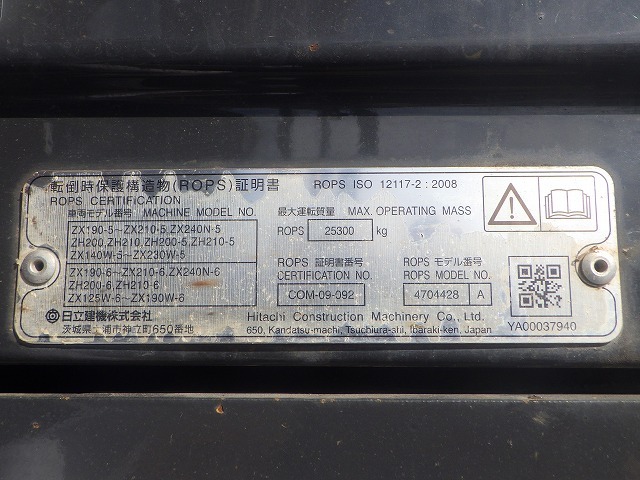 転倒時保護構造物(ROPS)証明書
ROPS CERTIFICATION
ROPS ISO 12117-2 : 2008
車両モデル番号 MACHINE MODEL NO.
ZX190-5~ZX210-5,ZX240N-5
ZH200,ZH210,ZH200-5,ZH210-5
ZX140W-5~ZX230W-5
ZX190-6~ZX210-6,ZX240N-6
ZH200-6,ZH210-6
ZX125W-6~ZX190W-6
最大運転質量 MAX. OPERATING MASS
ROPS 25300 kg
ROPS 証明書番号
CERTIFICATION NO.
COM-09-092
ROPS モデル番号
ROPS MODEL NO.
4704428 A
日立建機株式会社
茨城県土浦市神立町650番地
Hitachi Construction Machinery Co., Ltd.
650, Kandatsu-machi, Tsuchiura-shi, Ibaraki-ken, Japan
YA00037940